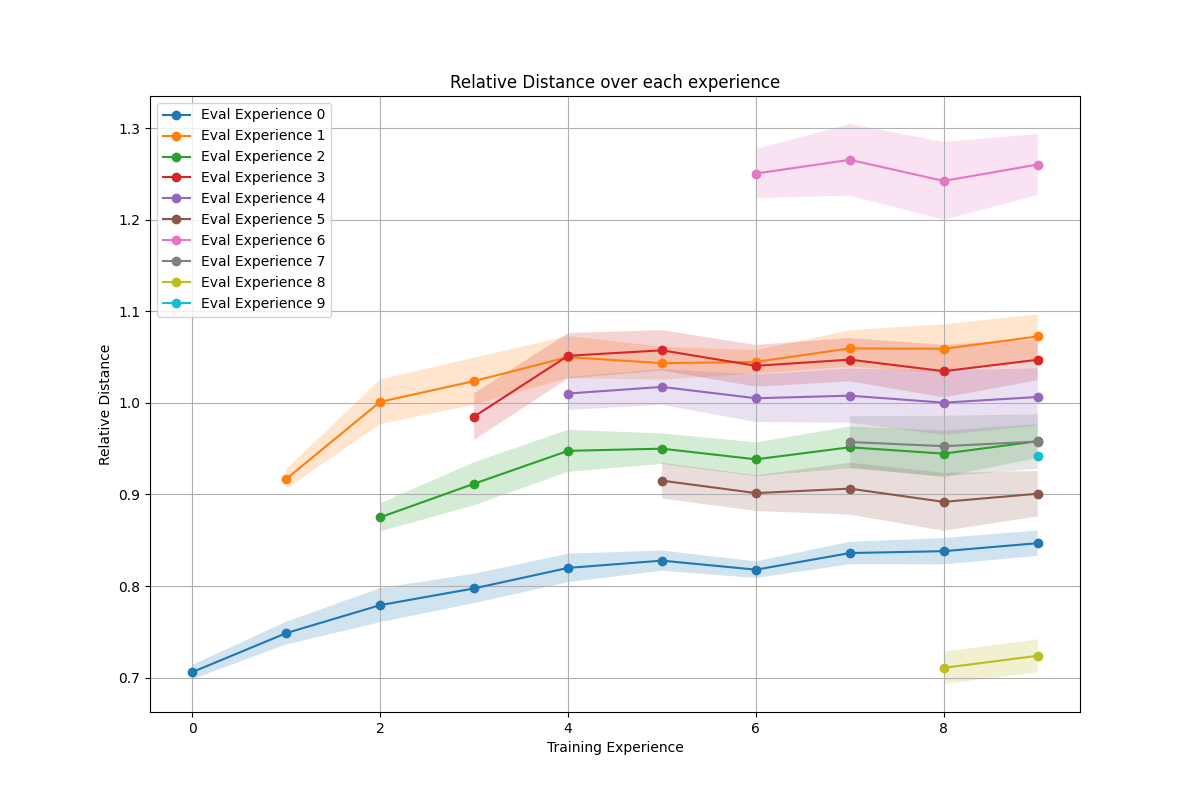 Relative Distance over each experience
Eval Experience 0
Eval Experience 1
Eval Experience 2
Eval Experience 3
Eval Experience 4
Eval Experience 5
Eval Experience 6
Eval Experience 7
Eval Experience 8
Eval Experience 9
1.3
1.2
1.1
1.0
0.9
0.8
0.7
Relative Distance
0 2 4 6 8
Training Experience